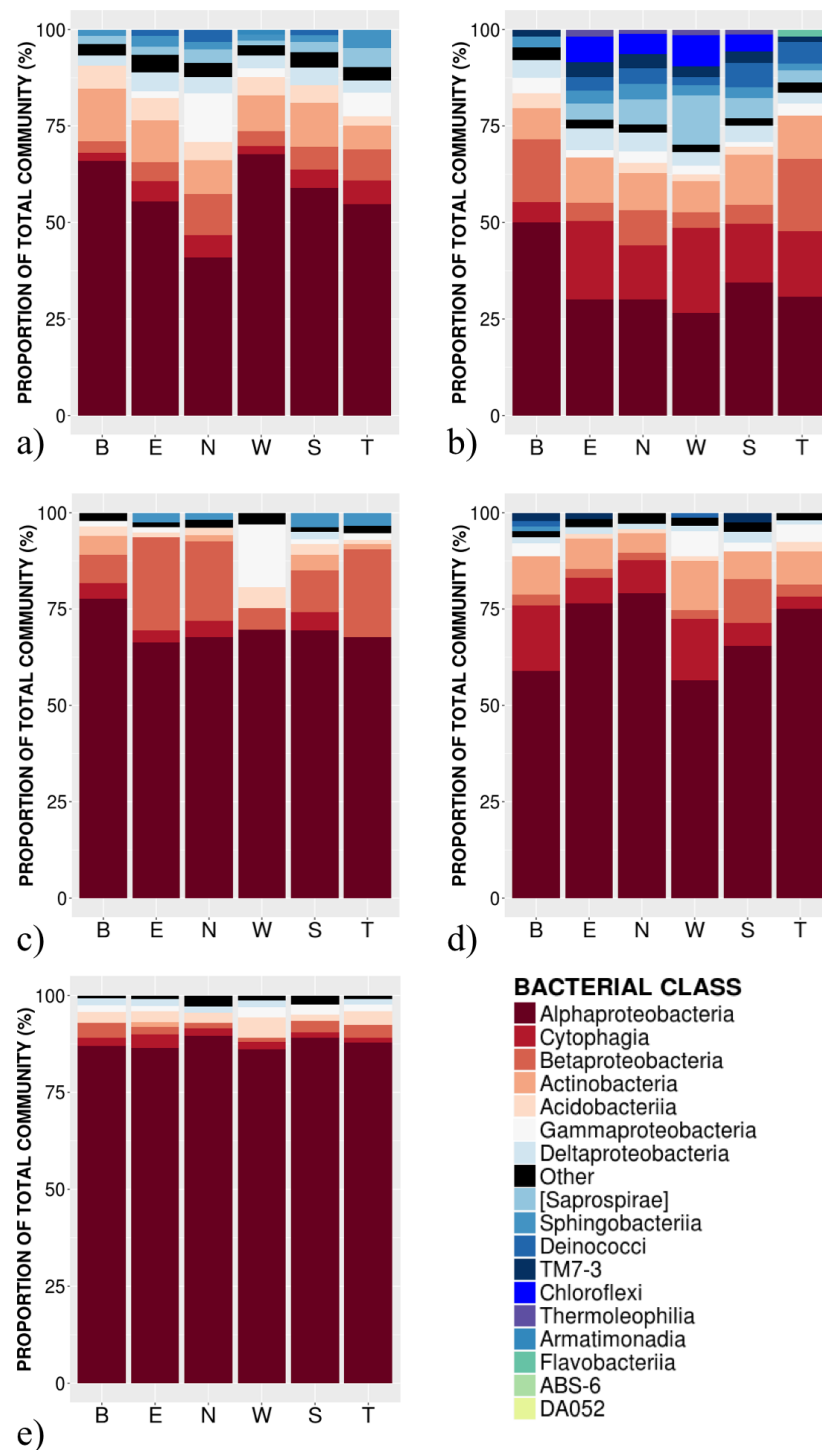 PROPORTION OF TOTAL COMMUNITY (%)
100
75
50
25
0
B E N W S T
a)
PROPORTION OF TOTAL COMMUNITY (%)
100
75
50
25
0
B E N W S T
b)
PROPORTION OF TOTAL COMMUNITY (%)
100
75
50
25
0
B E N W S T
c)
PROPORTION OF TOTAL COMMUNITY (%)
100
75
50
25
0
B E N W S T
d)
PROPORTION OF TOTAL COMMUNITY (%)
100
75
50
25
0
B E N W S T
e)
BACTERIAL CLASS
Alphaproteobacteria
Cytophagia
Betaproteobacteria
Actinobacteria
Acidobacteriia
Gammaproteobacteria
Deltaproteobacteria
Other
[Saprospirae]
Sphingobacteriia
Deinococci
TM7-3
Chloroflexi
Thermoleophilia
Armatimonadia
Flavobacteriia
ABS-6
DA052